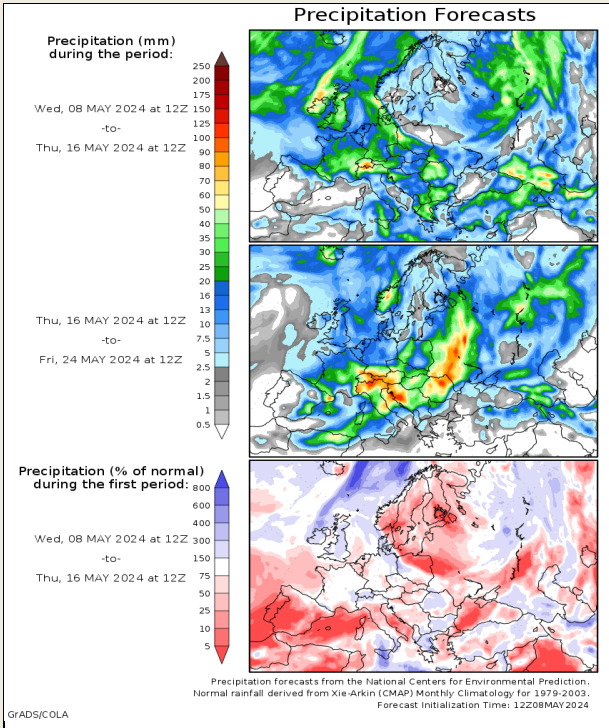 Precipitation Forecasts
Precipitation (mm)
during the period:
Wed, 08 MAY 2024 at 12Z
-to-
Thu, 16 MAY 2024 at 12Z
250
200
175
150
125
100
90
80
70
60
50
40
35
30
25
20
16
13
10
7.5
5
2.5
2
1.5
1
0.5
Thu, 16 MAY 2024 at 12Z
-to-
Fri, 24 MAY 2024 at 12Z
Precipitation (% of normal)
during the first period:
Wed, 08 MAY 2024 at 12Z
-to-
Thu, 16 MAY 2024 at 12Z
800
600
400
300
150
75
50
25
10
5
Precipitation forecasts from the National Centers for Environmental Prediction.
Normal rainfall derived from Xie-Arkin (CMAP) Monthly Climatology for 1979-2003.
Forecast Initialization Time: 12Z08MAY2024
GrADS/COLA